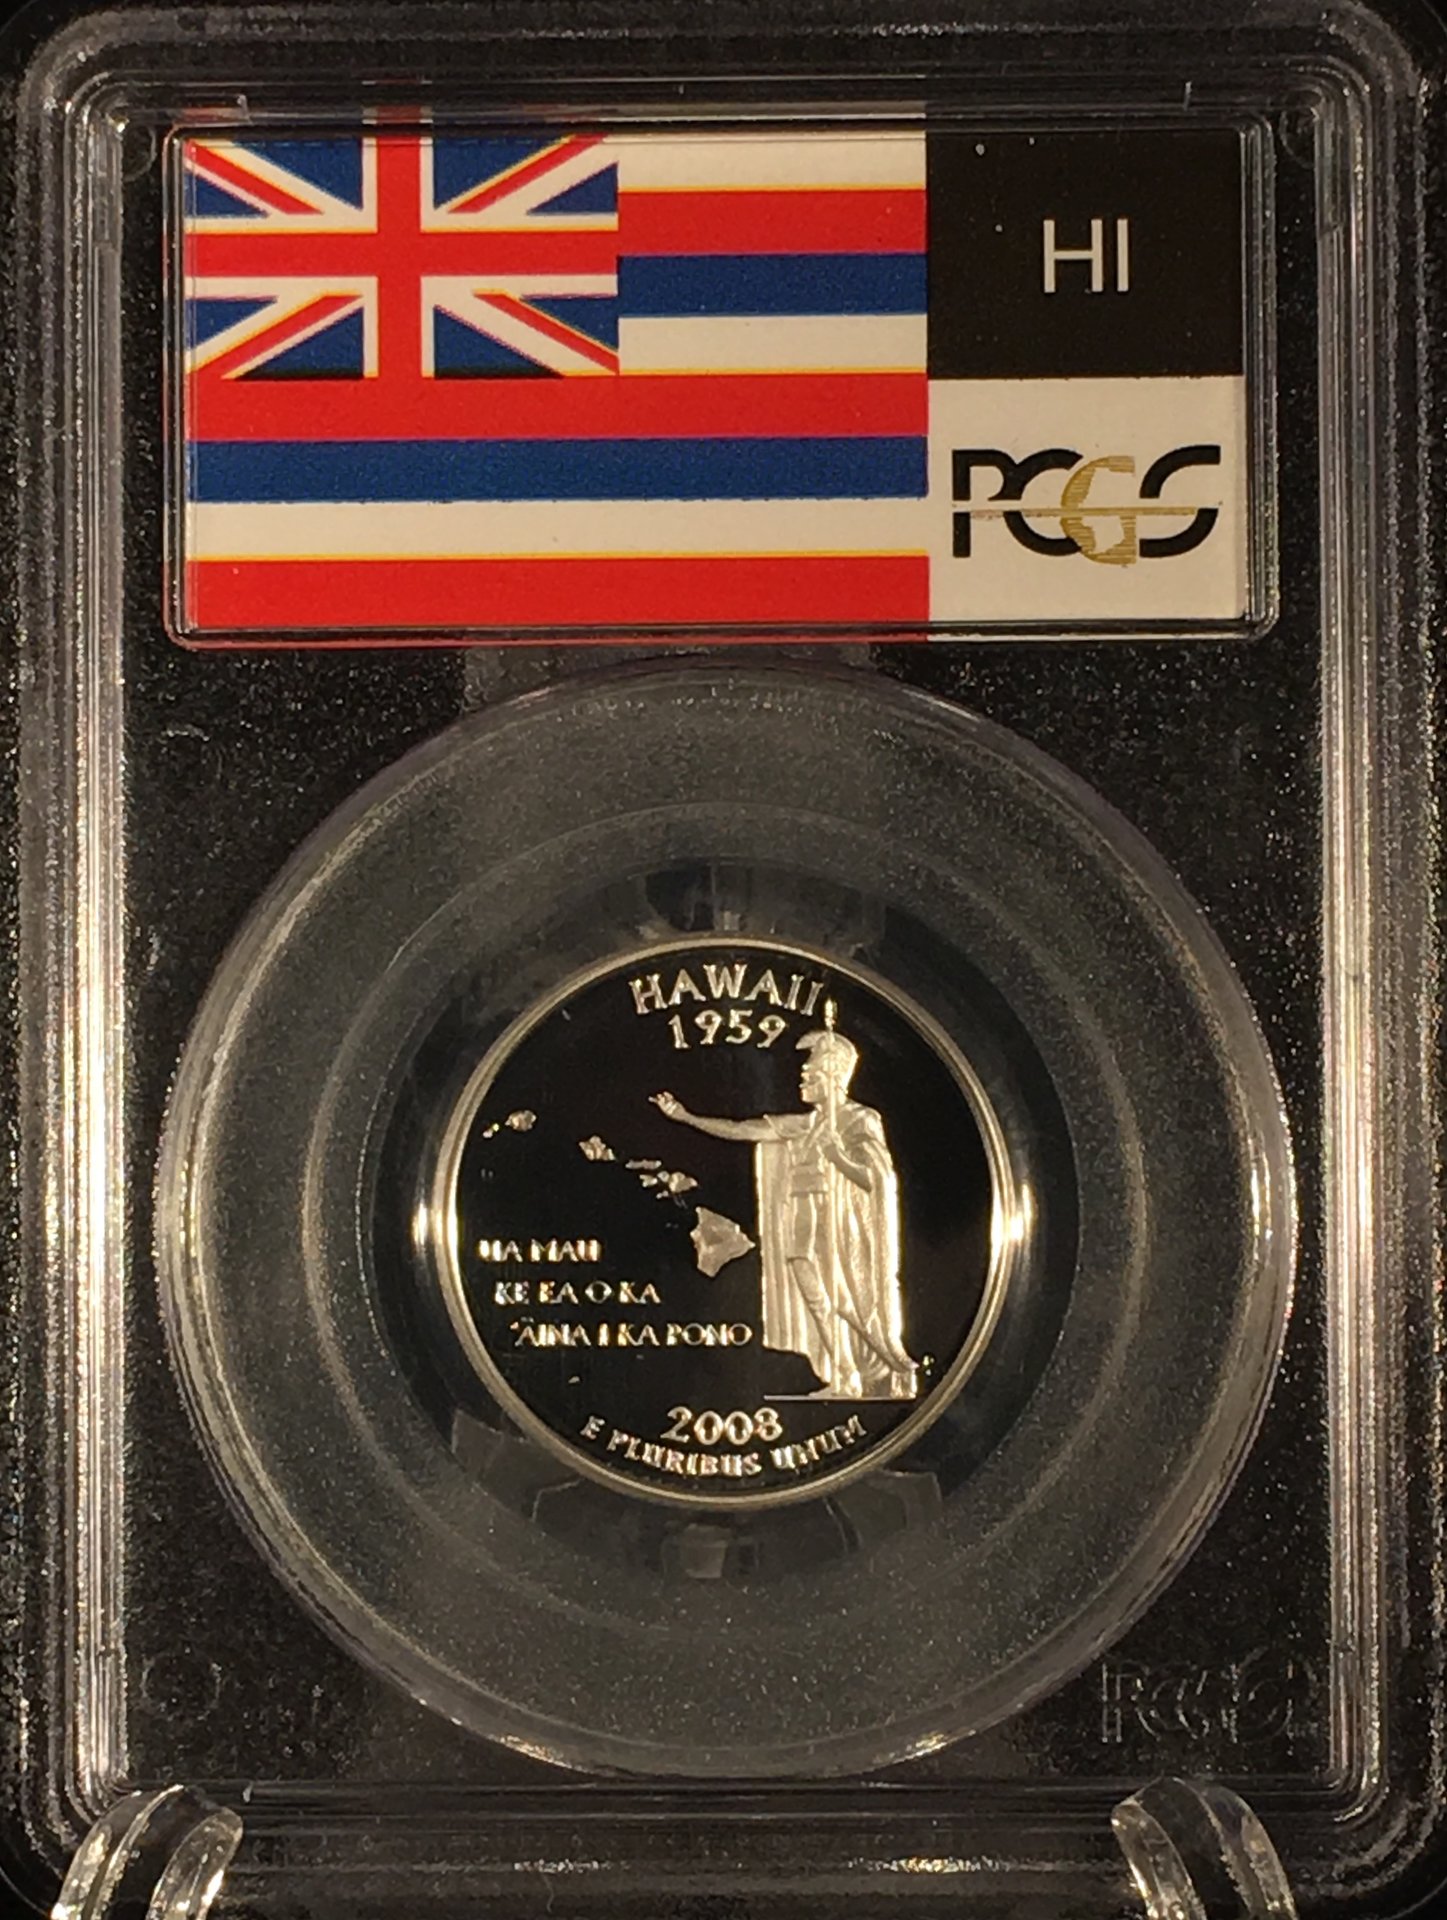 HI
PCGS
HAWAII
1959
UA MAU
KE EA O KA
ʻĀINA I KA PONO
2008
E PLURIBUS UNUM
PCGS